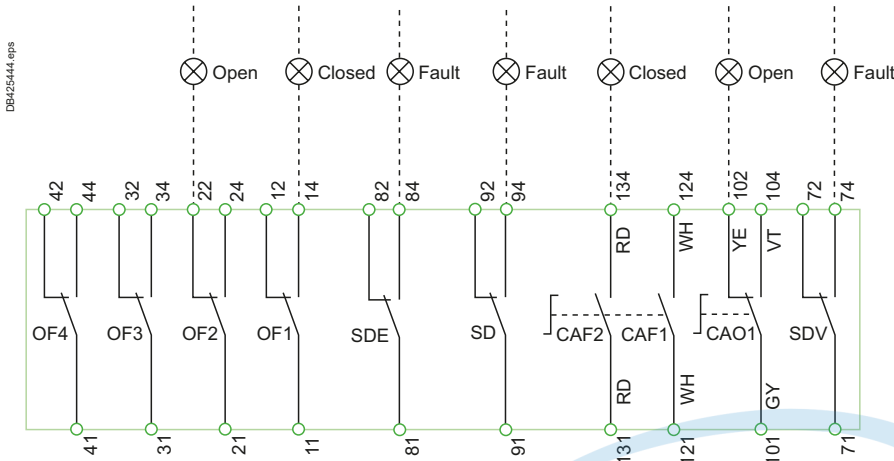 DB425444.eps
Open Closed Fault Fault Closed Open Fault
42 44 32 34 22 24 12 14 82 84 92 94 134 124 102 104 72 74
RD WH YE VT
OF4 OF3 OF2 OF1 SDE SD CAF2 CAF1 CAO1 SDV
RD WH GY
41 31 21 11 81 91 131 121 101 71